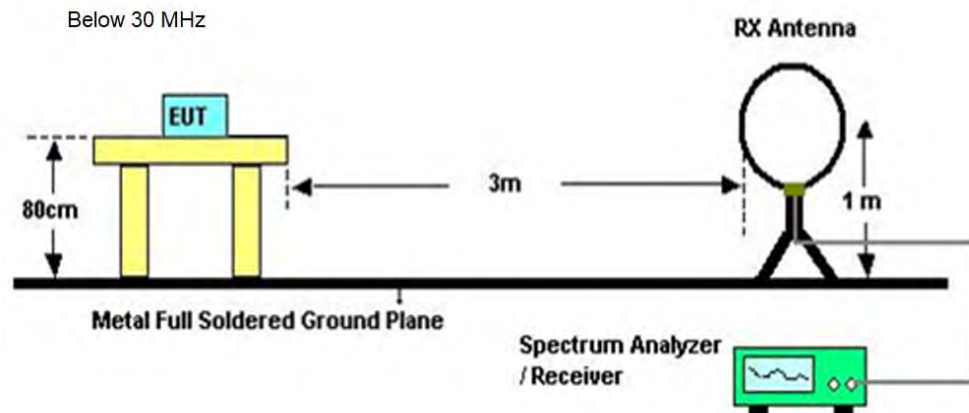 Below 30 MHz
RX Antenna
EUT
80cm
3m
1 m
Metal Full Soldered Ground Plane
Spectrum Analyzer
/ Receiver